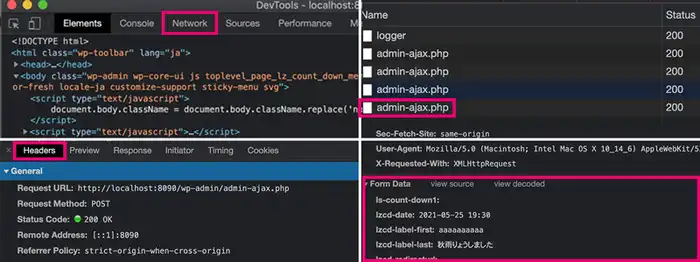 DevTools - localhost:8
Elements Network Sources Performance Me
<!DOCTYPE html>
<html class="wp-toolbar" lang="ja">
<head>…</head>
<body class="wp-admin wp-core-ui js toplevel_page_lz_count_down_me
or-fresh locale-ja customize-support sticky-menu svg">
<script type="text/javascript">
document.body.className = document.body.className.replace('n
</script>
<script type="text/javascript">…</script>
Name Status
logger 200
admin-ajax.php 200
admin-ajax.php 200
admin-ajax.php 200
admin-ajax.php 200
Headers Preview Response Initiator Timing Cookies
General
Request URL: http://localhost:8090/wp-admin/admin-ajax.php
Request Method: POST
Status Code: 200 OK
Remote Address: [::1]:8090
Referrer Policy: strict-origin-when-cross-origin
Sec-Fetch-Site: same-origin
User-Agent: Mozilla/5.0 (Macintosh; Intel Mac OS X 10_14_6) AppleWebKit/5
X-Requested-With: XMLHttpRequest
Form Data view source view decoded
ls-count-down1:
lzcd-date: 2021-05-25 19:30
lzcd-label-first: aaaaaaaaaa
lzcd-label-last: 秋雨りょうしました